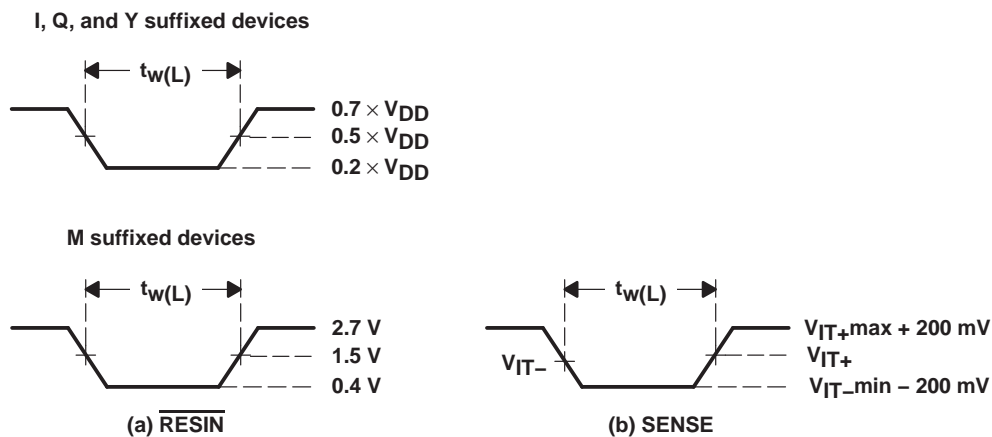 I, Q, and Y suffixed devices
tw(L)
0.7 × VDD
0.5 × VDD
0.2 × VDD
M suffixed devices
tw(L)
2.7 V
1.5 V
0.4 V
(a) RESIN
tw(L)
VIT−
VIT+max + 200 mV
VIT+
VIT−min − 200 mV
(b) SENSE